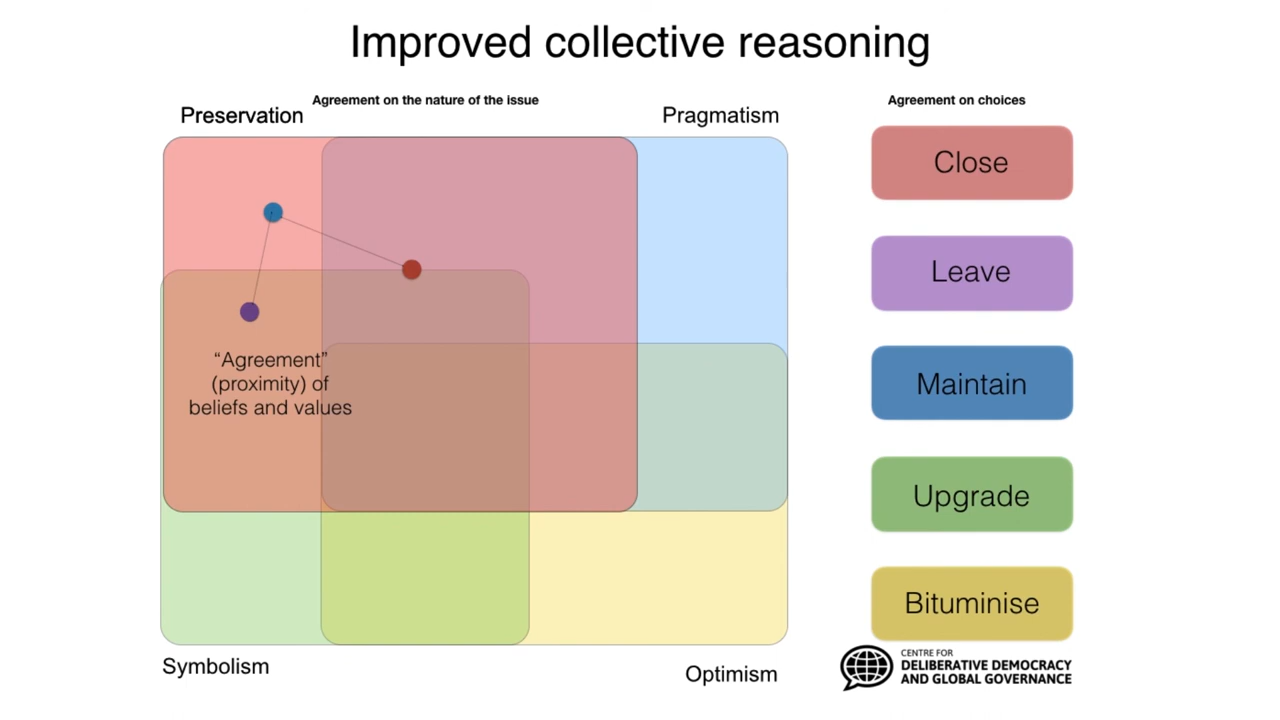 Improved collective reasoning
Agreement on the nature of the issue
Agreement on choices
Preservation
Pragmatism
“Agreement”
(proximity) of
beliefs and values
Symbolism
Optimism
Close
Leave
Maintain
Upgrade
Bituminise
CENTRE FOR
DELIBERATIVE DEMOCRACY
AND GLOBAL GOVERNANCE